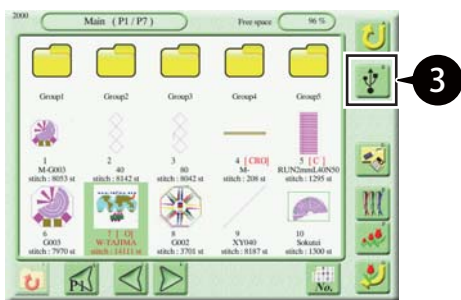 2000
Main ( P1 / P7 )
Free space
96 %
Group1
Group2
Group3
Group4
Group5
3
1
M-G003
stitch : 8053 st
2
40
stitch : 8142 st
3
80
stitch : 8042 st
4 [CRO]
M-
stitch : 208 st
5 [ C ]
RUN2mmL40N50
stitch : 1295 st
6
G003
stitch : 7970 st
7 [ O]
W-TAJIMA
stitch : 14111 st
8
G002
stitch : 3701 st
9
XY040
stitch : 8187 st
10
Sokutei
stitch : 1300 st
P1
No.